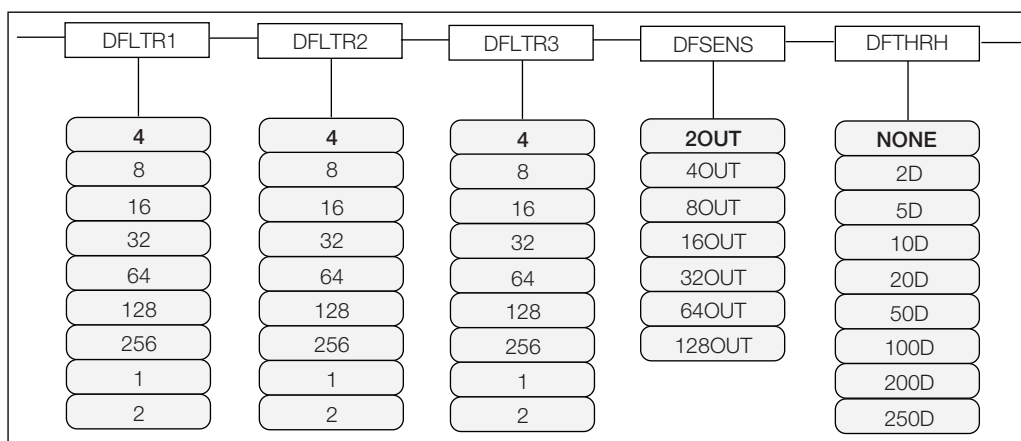 DFLTR1 DFLTR2 DFLTR3 DFSENS DFTHRH
4 4 4 2OUT NONE
8 8 8 4OUT 2D
16 16 16 8OUT 5D
32 32 32 16OUT 10D
64 64 64 32OUT 20D
128 128 128 64OUT 50D
256 256 256 128OUT 100D
1 1 1 200D
2 2 2 250D